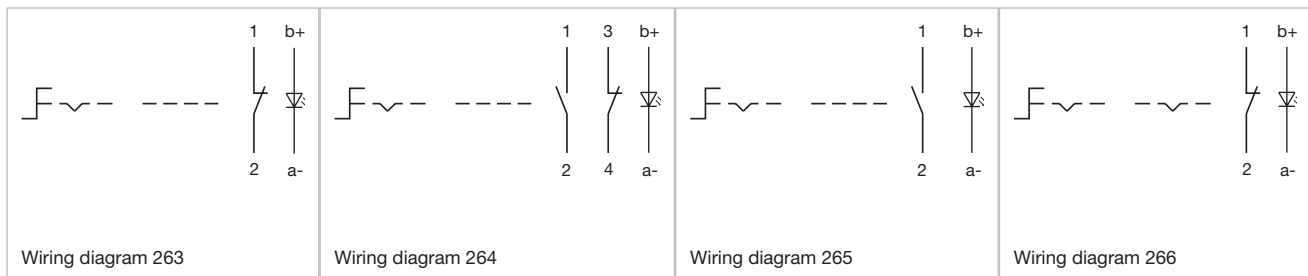 1 b+
2 a-
Wiring diagram 263
1 3 b+
2 4 a-
Wiring diagram 264
1 b+
2 a-
Wiring diagram 265
1 b+
2 a-
Wiring diagram 266